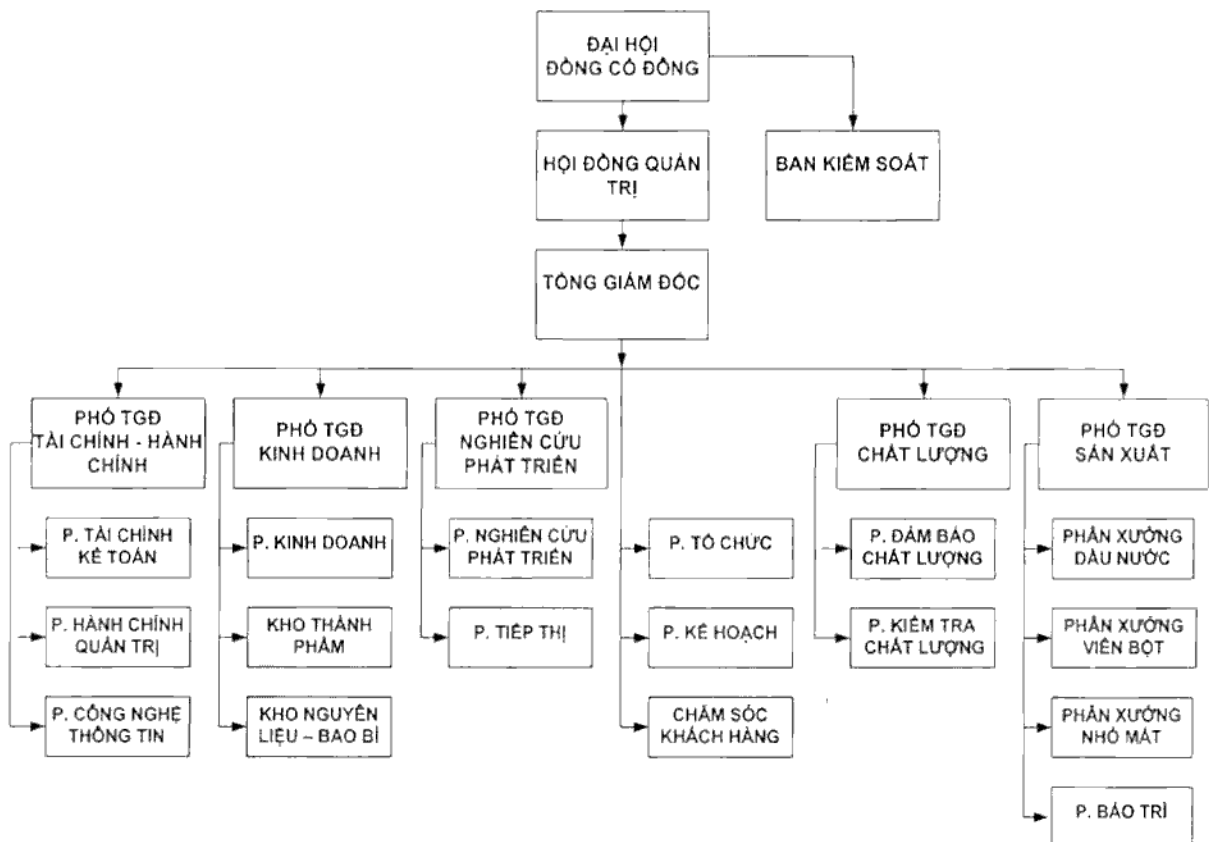 ĐẠI HỘI
ĐỒNG CỔ ĐÔNG
HỘI ĐỒNG QUẢN
TRỊ
BAN KIỂM SOÁT
TỔNG GIÁM ĐỐC
PHÓ TGĐ
TÀI CHÍNH - HÀNH
CHÍNH
PHÓ TGĐ
KINH DOANH
PHÓ TGĐ
NGHIÊN CỨU
PHÁT TRIỂN
PHÓ TGĐ
CHẤT LƯỢNG
PHÓ TGĐ
SẢN XUẤT
P. TÀI CHÍNH
KẾ TOÁN
P. KINH DOANH
P. NGHIÊN CỨU
PHÁT TRIỂN
P. TỔ CHỨC
P. ĐẢM BẢO
CHẤT LƯỢNG
PHÂN XƯỞNG
DẦU NƯỚC
P. HÀNH CHÍNH
QUẢN TRỊ
KHO THÀNH
PHẨM
P. TIẾP THỊ
P. KẾ HOẠCH
P. KIỂM TRA
CHẤT LƯỢNG
PHÂN XƯỞNG
VIÊN BỘT
P. CÔNG NGHỆ
THÔNG TIN
KHO NGUYÊN
LIỆU – BAO BÌ
CHĂM SÓC
KHÁCH HÀNG
PHÂN XƯỞNG
NHỎ MẮT
P. BẢO TRÌ